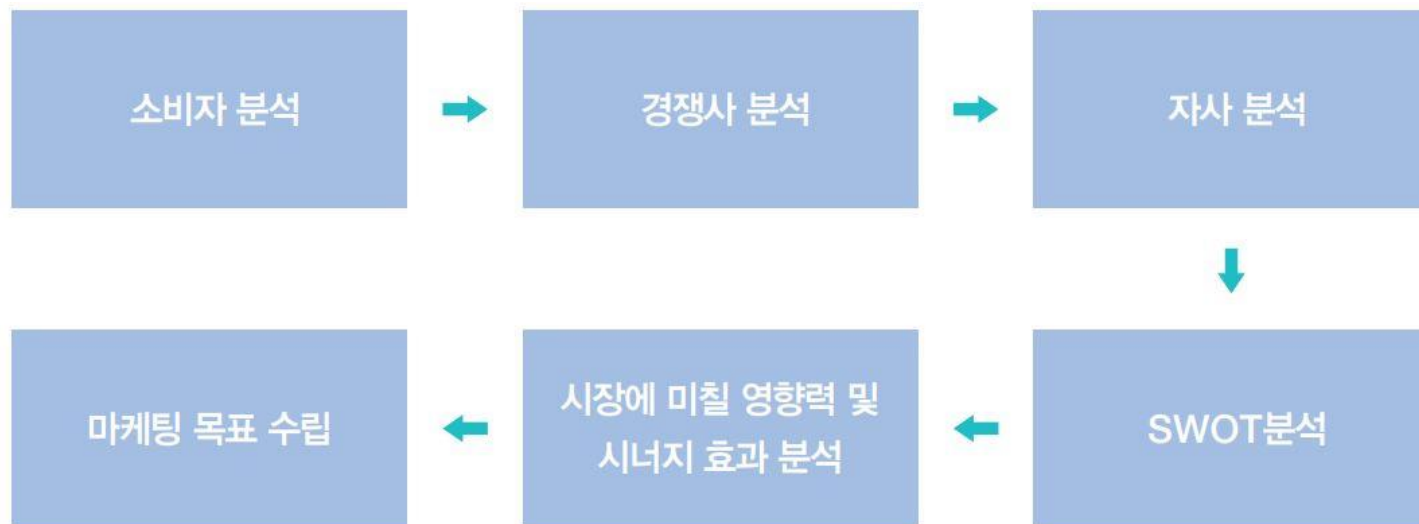 소비자 분석
경쟁사 분석
자사 분석
SWOT분석
시장에 미칠 영향력 및
시너지 효과 분석
마케팅 목표 수립